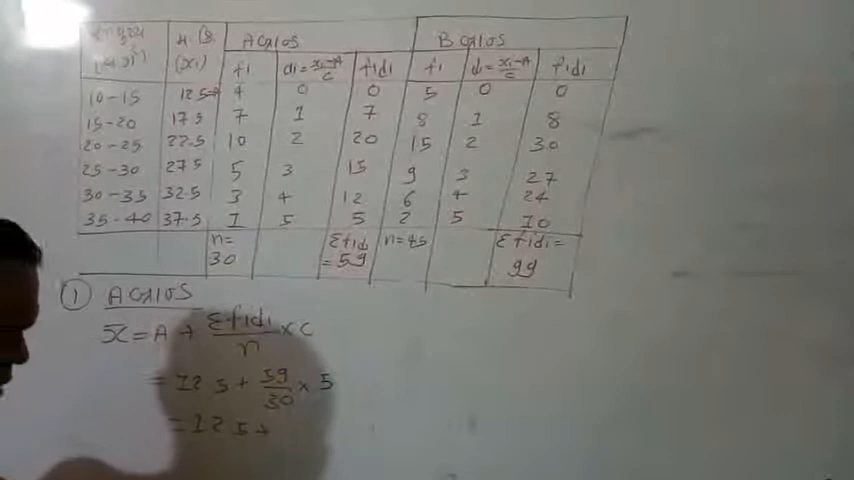 A B
(xi) fi di = xi-A/c fidi fi d = xi-A/c fidi
10-15 12.5→A 4 0 0 5 0 0
15-20 17.5 7 1 7 8 1 8
20-25 22.5 10 2 20 15 2 30
25-30 27.5 5 3 15 9 3 27
30-35 32.5 3 4 12 6 4 24
35-40 37.5 1 5 5 2 5 10
n= 30 Σfidi = 59 n=45 Σfidi = 99
① A
x̄ = A + Σfidi/n × C
= 12.5 + 59/30 × 5
= 12.5 +